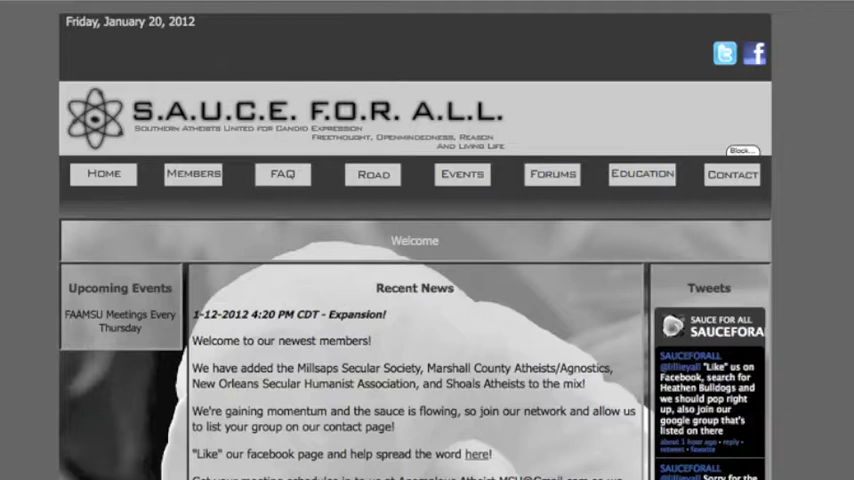 Friday, January 20, 2012
S.A.U.C.E. F.O.R. A.L.L.
Southern Atheists United for Candid Expression
Freethought, Openmindedness, Reason
And Living Life
Block...
Home
Members
FAQ
Road
Events
Forums
Education
Contact
Welcome
Upcoming Events
FAAMSU Meetings Every
Thursday
Recent News
1-12-2012 4:20 PM CDT - Expansion!
Welcome to our newest members!
We have added the Millsaps Secular Society, Marshall County Atheists/Agnostics,
New Orleans Secular Humanist Association, and Shoals Atheists to the mix!
We're gaining momentum and the sauce is flowing, so join our network and allow us
to list your group on our contact page!
"Like" our facebook page and help spread the word here!
Tweets
SAUCE FOR ALL
SAUCEFORA
SAUCEFORALL
@lillieyall "Like" us on
Facebook, search for
Heathen Bulldogs and
we should pop right
up, also join our
google group that's
listed on there
about 1 hour ago • reply •
retweet • favorite
SAUCEFORALL
@lillieyall Sorry for the